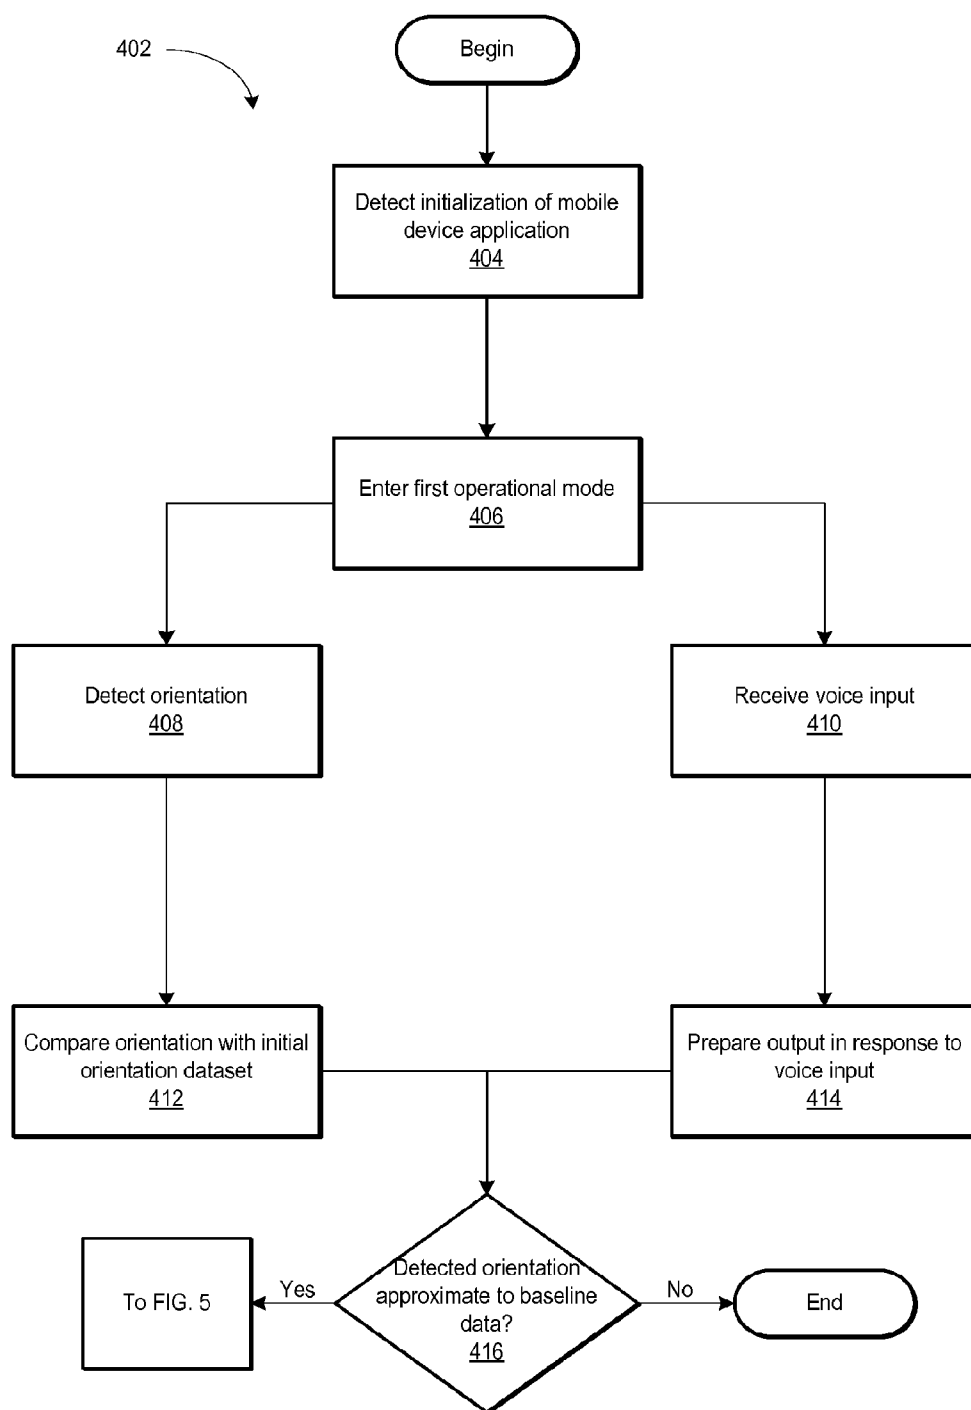 402
Begin
Detect initialization of mobile
device application
404
Enter first operational mode
406
Detect orientation
408
Receive voice input
410
Compare orientation with initial
orientation dataset
412
Prepare output in response to
voice input
414
Detected orientation
approximate to baseline
data?
416
Yes
To FIG. 5
No
End